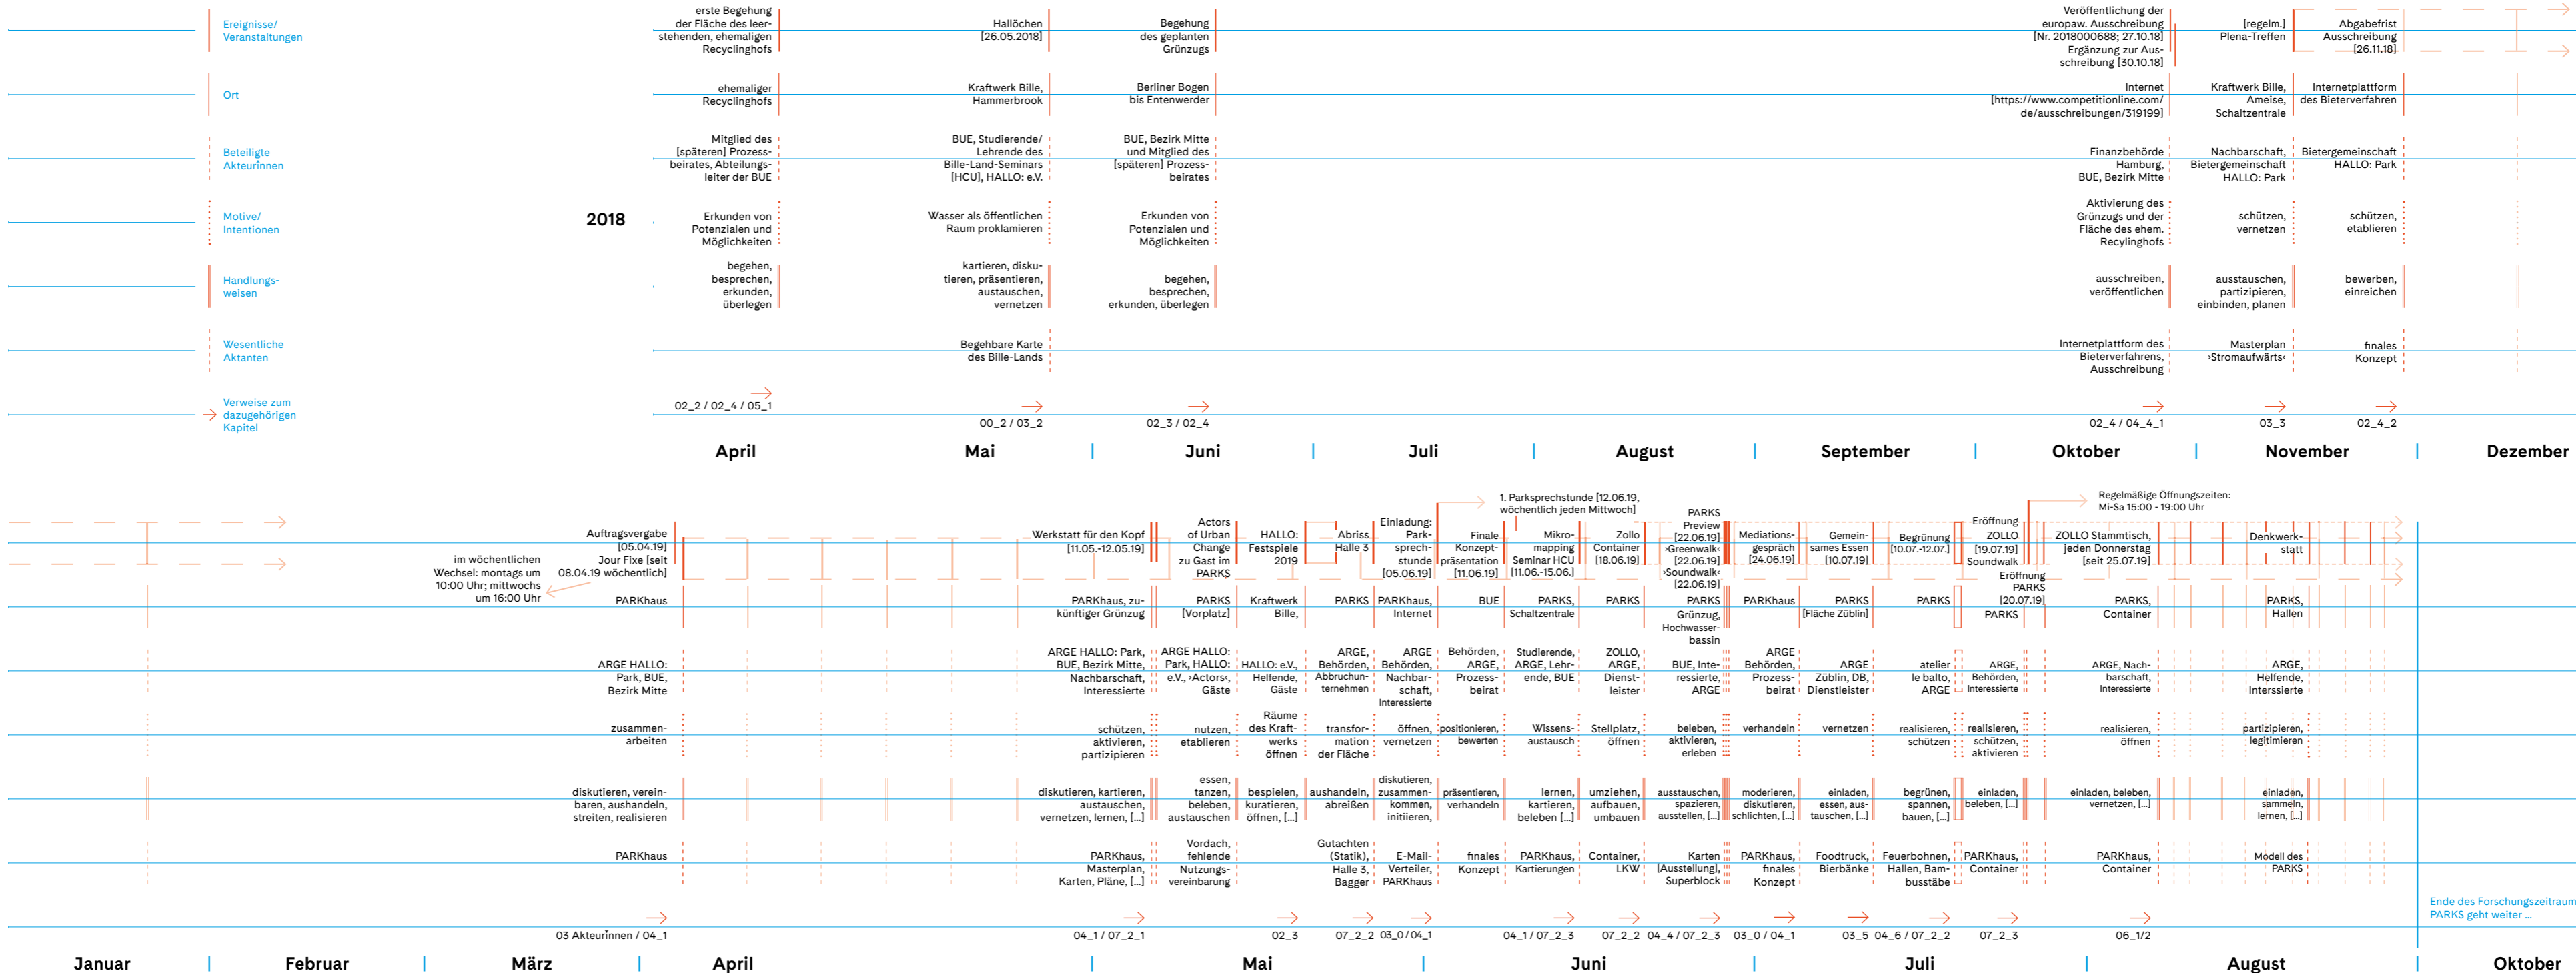 Ereignisse/
Veranstaltungen
Ort
Beteiligte
Akteur*innen
Motive/
Intentionen
Handlungs-
weisen
Wesentliche
Aktanten
Verweise zum
dazugehörigen
Kapitel
2018
erste Begehung
der Fläche des leer-
stehenden, ehemaligen
Recyclinghofs
ehemaliger
Recyclinghofs
Mitglied des
[späteren] Prozess-
beirates, Abteilungs-
leiter der BUE
Erkunden von
Potenzialen und
Möglichkeiten
begehen,
besprechen,
erkunden,
überlegen
02_2 / 02_4 / 05_1
Hallöchen
[26.05.2018]
Kraftwerk Bille,
Hammerbrook
BUE, Studierende/
Lehrende des
Bille-Land-Seminars
[HCU], HALLO: e.V.
Wasser als öffentlichen
Raum proklamieren
kartieren, disku-
tieren, präsentieren,
austauschen,
vernetzen
Begehbare Karte
des Bille-Lands
00_2 / 03_2
Begehung
des geplanten
Grünzugs
Berliner Bogen
bis Entenwerder
BUE, Bezirk Mitte
und Mitglied des
[späteren] Prozess-
beirates
Erkunden von
Potenzialen und
Möglichkeiten
begehen,
besprechen,
erkunden, überlegen
02_3 / 02_4
Veröffentlichung der
europaw. Ausschreibung
[Nr. 2018000688; 27.10.18]
Ergänzung zur Aus-
schreibung [30.10.18]
Internet
[https://www.competitionline.com/
de/ausschreibungen/319199]
Finanzbehörde
Hamburg,
BUE, Bezirk Mitte
Aktivierung des
Grünzugs und der
Fläche des ehem.
Recylinghofs
ausschreiben,
veröffentlichen
Internetplattform des
Bieterverfahrens,
Ausschreibung
02_4 / 04_4_1
[regelm.]
Plena-Treffen
Kraftwerk Bille,
Ameise,
Schaltzentrale
Nachbarschaft,
Bietergemeinschaft
HALLO: Park
schützen,
vernetzen
austauschen,
partizipieren,
einbinden, planen
Masterplan
›Stromaufwärts‹
03_3
Abgabefrist
Ausschreibung
[26.11.18]
Internetplattform
des Bieterverfahren
Bietergemeinschaft
HALLO: Park
schützen,
etablieren
bewerben,
einreichen
finales
Konzept
02_4_2
April
Mai
Juni
Juli
August
September
Oktober
November
Dezember
im wöchentlichen
Wechsel: montags um
10:00 Uhr; mittwochs
um 16:00 Uhr
Auftragsvergabe
[05.04.19]
Jour Fixe [seit
08.04.19 wöchentlich]
PARKhaus
ARGE HALLO:
Park, BUE,
Bezirk Mitte
zusammen-
arbeiten
diskutieren, verein-
baren, aushandeln,
streiten, realisieren
PARKhaus
03 Akteur*innen / 04_1
Werkstatt für den Kopf
[11.05.-12.05.19]
PARKhaus, zu-
künftiger Grünzug
ARGE HALLO: Park,
BUE, Bezirk Mitte,
Nachbarschaft,
Interessierte
schützen,
aktivieren,
partizipieren
diskutieren, kartieren,
austauschen,
vernetzen, lernen, [...]
PARKhaus,
Masterplan,
Karten, Pläne, [...]
04_1 / 07_2_1
Actors
of Urban
Change
zu Gast im
PARKS
PARKS
[Vorplatz]
ARGE HALLO:
Park, HALLO:
e.V., ›Actors‹,
Gäste
nutzen,
etablieren
essen,
tanzen,
beleben,
austauschen
Vordach,
fehlende
Nutzungs-
vereinbarung
HALLO:
Festspiele
2019
Kraftwerk
Bille,
HALLO: e.V.,
Helfende,
Gäste
Räume
des Kraft-
werks
öffnen
bespielen,
kuratieren,
öffnen, [...]
02_3
Abriss
Halle 3
PARKS
ARGE,
Behörden,
Abbruchun-
ternehmen
transfor-
mation
der Fläche
aushandeln,
abreißen
Gutachten
(Statik),
Halle 3,
Bagger
07_2_2
Einladung:
Park-
sprech-
stunde
[05.06.19]
PARKhaus,
Internet
ARGE
Behörden,
Nachbar-
schaft,
Interessierte
öffnen,
vernetzen
diskutieren,
zusammen-
kommen,
initiieren,
E-Mail-
Verteiler,
PARKhaus
03_0 / 04_1
1. Parksprechstunde [12.06.19,
wöchentlich jeden Mittwoch]
Finale
Konzept-
präsentation
[11.06.19]
BUE
Behörden,
ARGE,
Prozess-
beirat
positionieren,
bewerten
präsentieren,
verhandeln
finales
Konzept
Mikro-
mapping
Seminar HCU
[11.06.-15.06.]
PARKS,
Schaltzentrale
Studierende,
ARGE, Lehr-
ende, BUE
Wissens-
austausch
lernen,
kartieren,
beleben [...]
PARKhaus,
Kartierungen
04_1 / 07_2_3
Zollo
Container
[18.06.19]
PARKS
ZOLLO,
ARGE,
Dienst-
leister
Stellplatz,
öffnen
umziehen,
aufbauen,
umbauen
Container,
LKW
07_2_2
PARKS
Preview
[22.06.19]
›Greenwalk‹
[22.06.19]
›Soundwalk‹
[22.06.19]
PARKS
Grünzug,
Hochwasser-
bassin
BUE, Inte-
ressierte,
ARGE
beleben,
aktivieren,
erleben
austauschen,
spazieren,
ausstellen, [...]
Karten
[Ausstellung],
Superblock
04_4 / 07_2_3
Mediations-
gespräch
[24.06.19]
PARKhaus
ARGE
Behörden,
Prozess-
beirat
verhandeln
moderieren,
diskutieren,
schlichten, [...]
PARKhaus,
finales
Konzept
03_0 / 04_1
Gemein-
sames Essen
[10.07.19]
PARKS
[Fläche Züblin]
ARGE
Züblin, DB,
Dienstleister
vernetzen
einladen,
essen, aus-
tauschen, [...]
Foodtruck,
Bierbänke
03_5
Begrünung
[10.07.-12.07.]
PARKS
atelier
le balto,
ARGE
realisieren,
schützen
begrünen,
spannen,
bauen, [...]
Feuerbohnen,
Hallen, Bam-
busstäbe
04_6 / 07_2_2
Eröffnung
ZOLLO
[19.07.19]
Soundwalk
Eröffnung
PARKS
[20.07.19]
PARKS
ARGE,
Behörden,
Interessierte
realisieren,
schützen,
aktivieren
einladen,
beleben, [...]
PARKhaus,
Container
07_2_3
Regelmäßige Öffnungszeiten:
Mi-Sa 15:00 - 19:00 Uhr
ZOLLO Stammtisch,
jeden Donnerstag
[seit 25.07.19]
PARKS,
Container
ARGE, Nach-
barschaft,
Interessierte
realisieren,
öffnen
einladen, beleben,
vernetzen, [...]
PARKhaus,
Container
06_1/2
Denkwerk-
statt
PARKS,
Hallen
ARGE,
Helfende,
Interssierte
partizipieren,
legitimieren
einladen,
sammeln,
lernen, [...]
Modell des
PARKS
Ende des Forschungszeitraum
PARKS geht weiter ...
Januar
Februar
März
April
Mai
Juni
Juli
August
Oktober